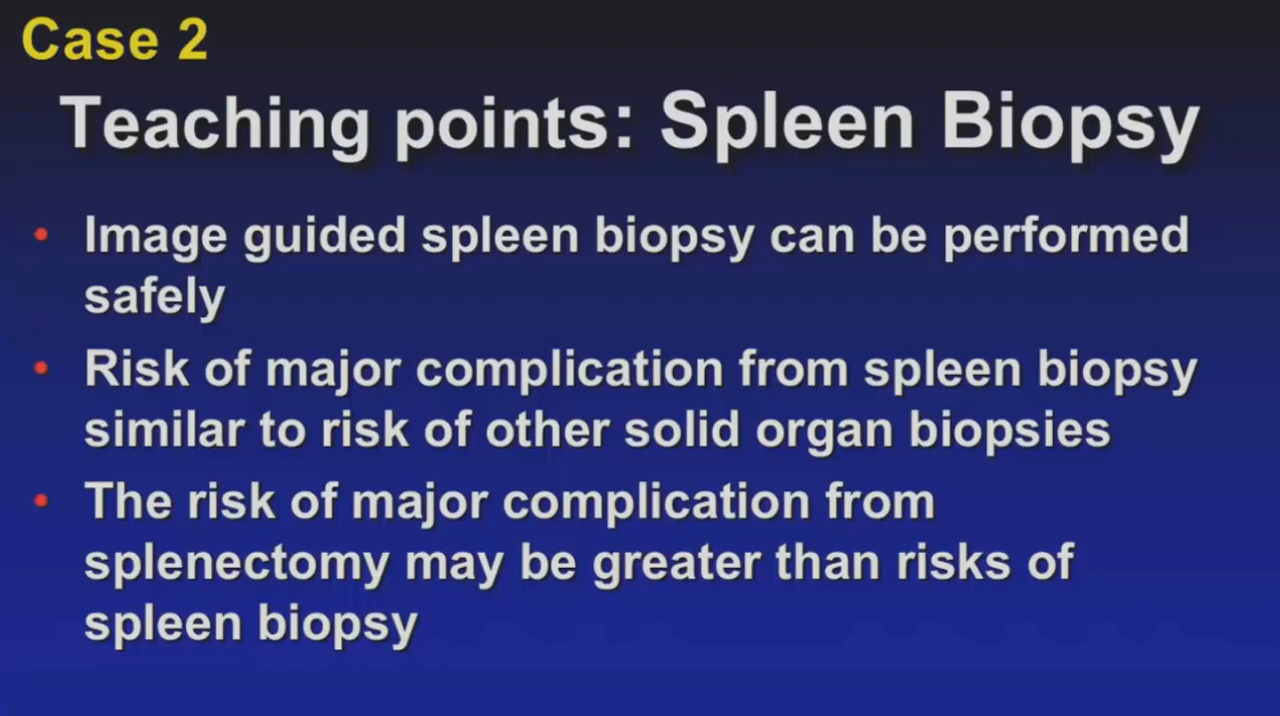 Case 2
Teaching points: Spleen Biopsy
• Image guided spleen biopsy can be performed
safely
• Risk of major complication from spleen biopsy
similar to risk of other solid organ biopsies
• The risk of major complication from
splenectomy may be greater than risks of
spleen biopsy